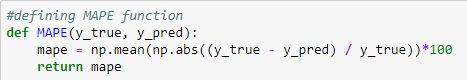 #defining MAPE function
def MAPE(y_true, y_pred):
    mape = np.mean(np.abs((y_true - y_pred) / y_true))*100
    return mape